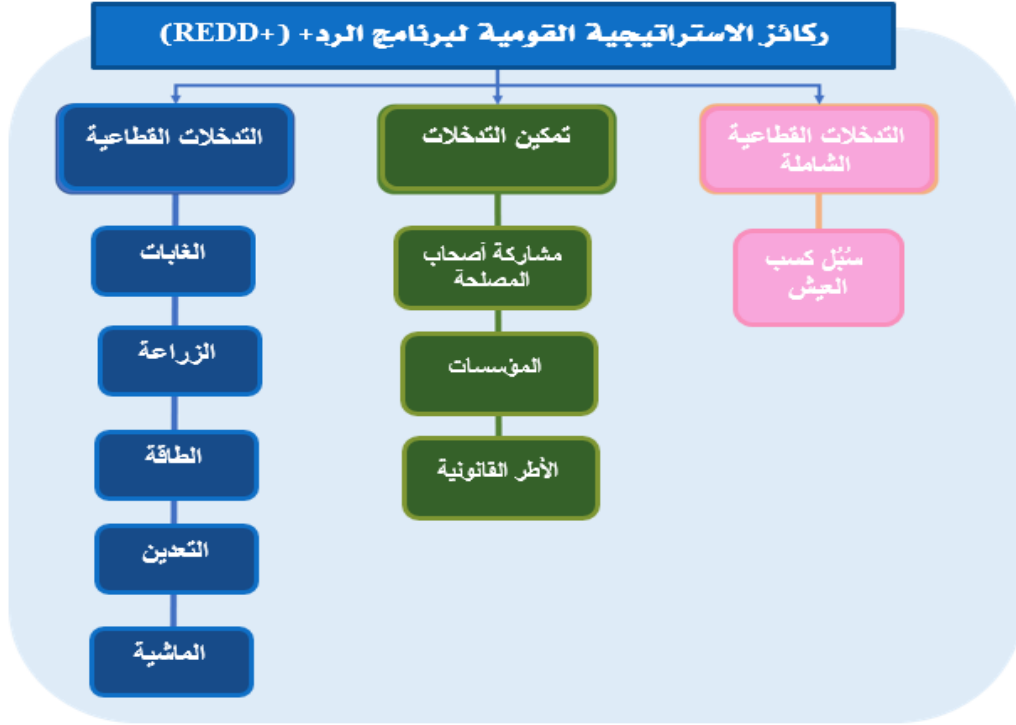 ركائز الاستراتيجية القومية لبرنامج الرد+ (REDD+)
التدخلات القطاعية الشاملة
سُبُل كسب
العيش
تمكين التدخلات
مشاركة أصحاب
المصلحة
المؤسسات
الأطر القانونية
التدخلات القطاعية
الغابات
الزراعة
الطاقة
التعدين
الماشية